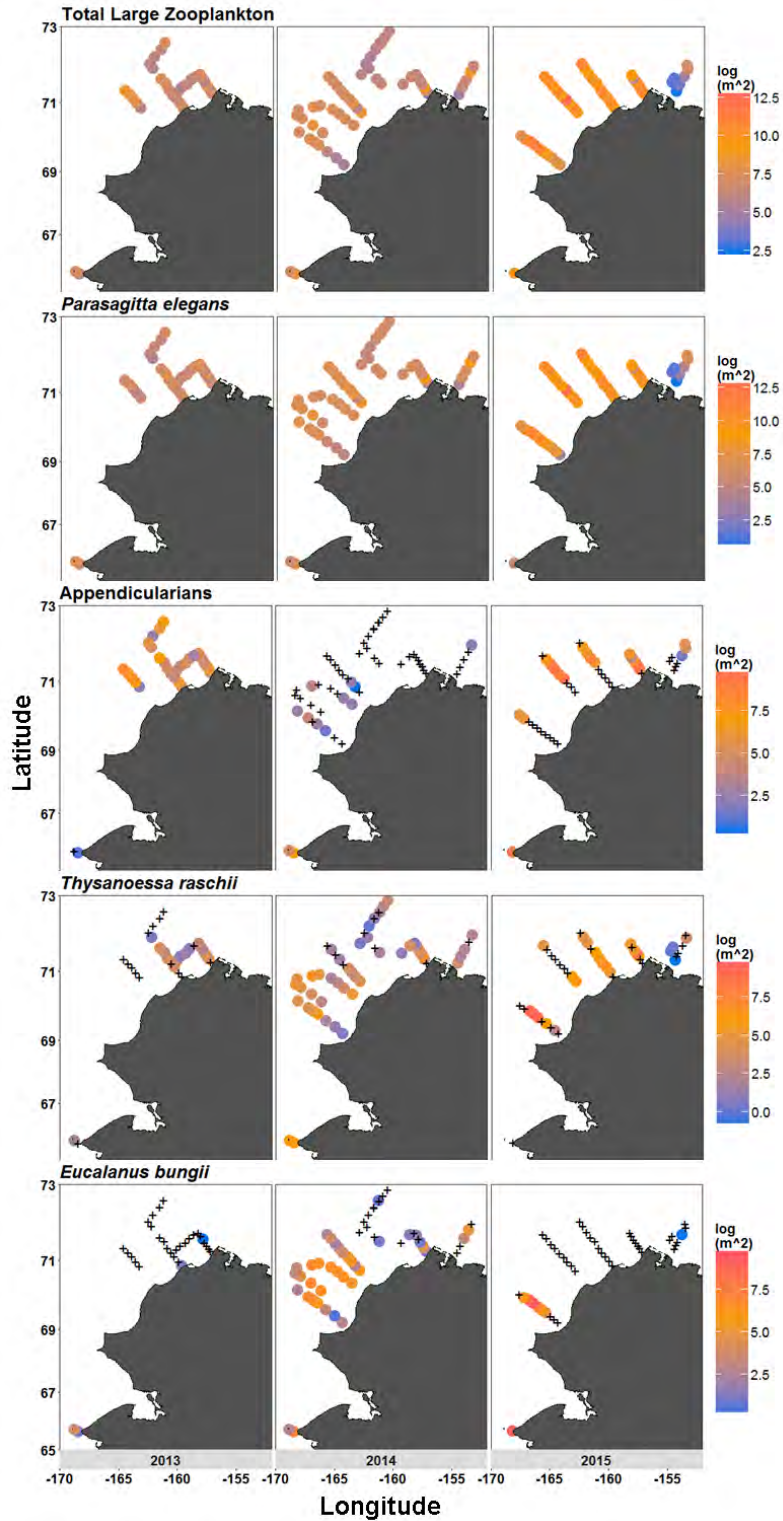 Total Large Zooplankton
73
71
69
67
log
(m^2)
12.5
10.0
7.5
5.0
2.5
Parasagitta elegans
73
71
69
67
log
(m^2)
12.5
10.0
7.5
5.0
2.5
Appendicularians
73
71
69
67
log
(m^2)
7.5
5.0
2.5
Latitude
Thysanoessa raschii
73
71
69
66
log
(m^2)
7.5
5.0
2.5
0.0
Eucalanus bungii
73
71
69
66
65
log
(m^2)
7.5
5.0
2.5
2013 2014 2015
-170 -165 -160 -155 -170 -165 -160 -155 -170 -165 -160 -155
Longitude